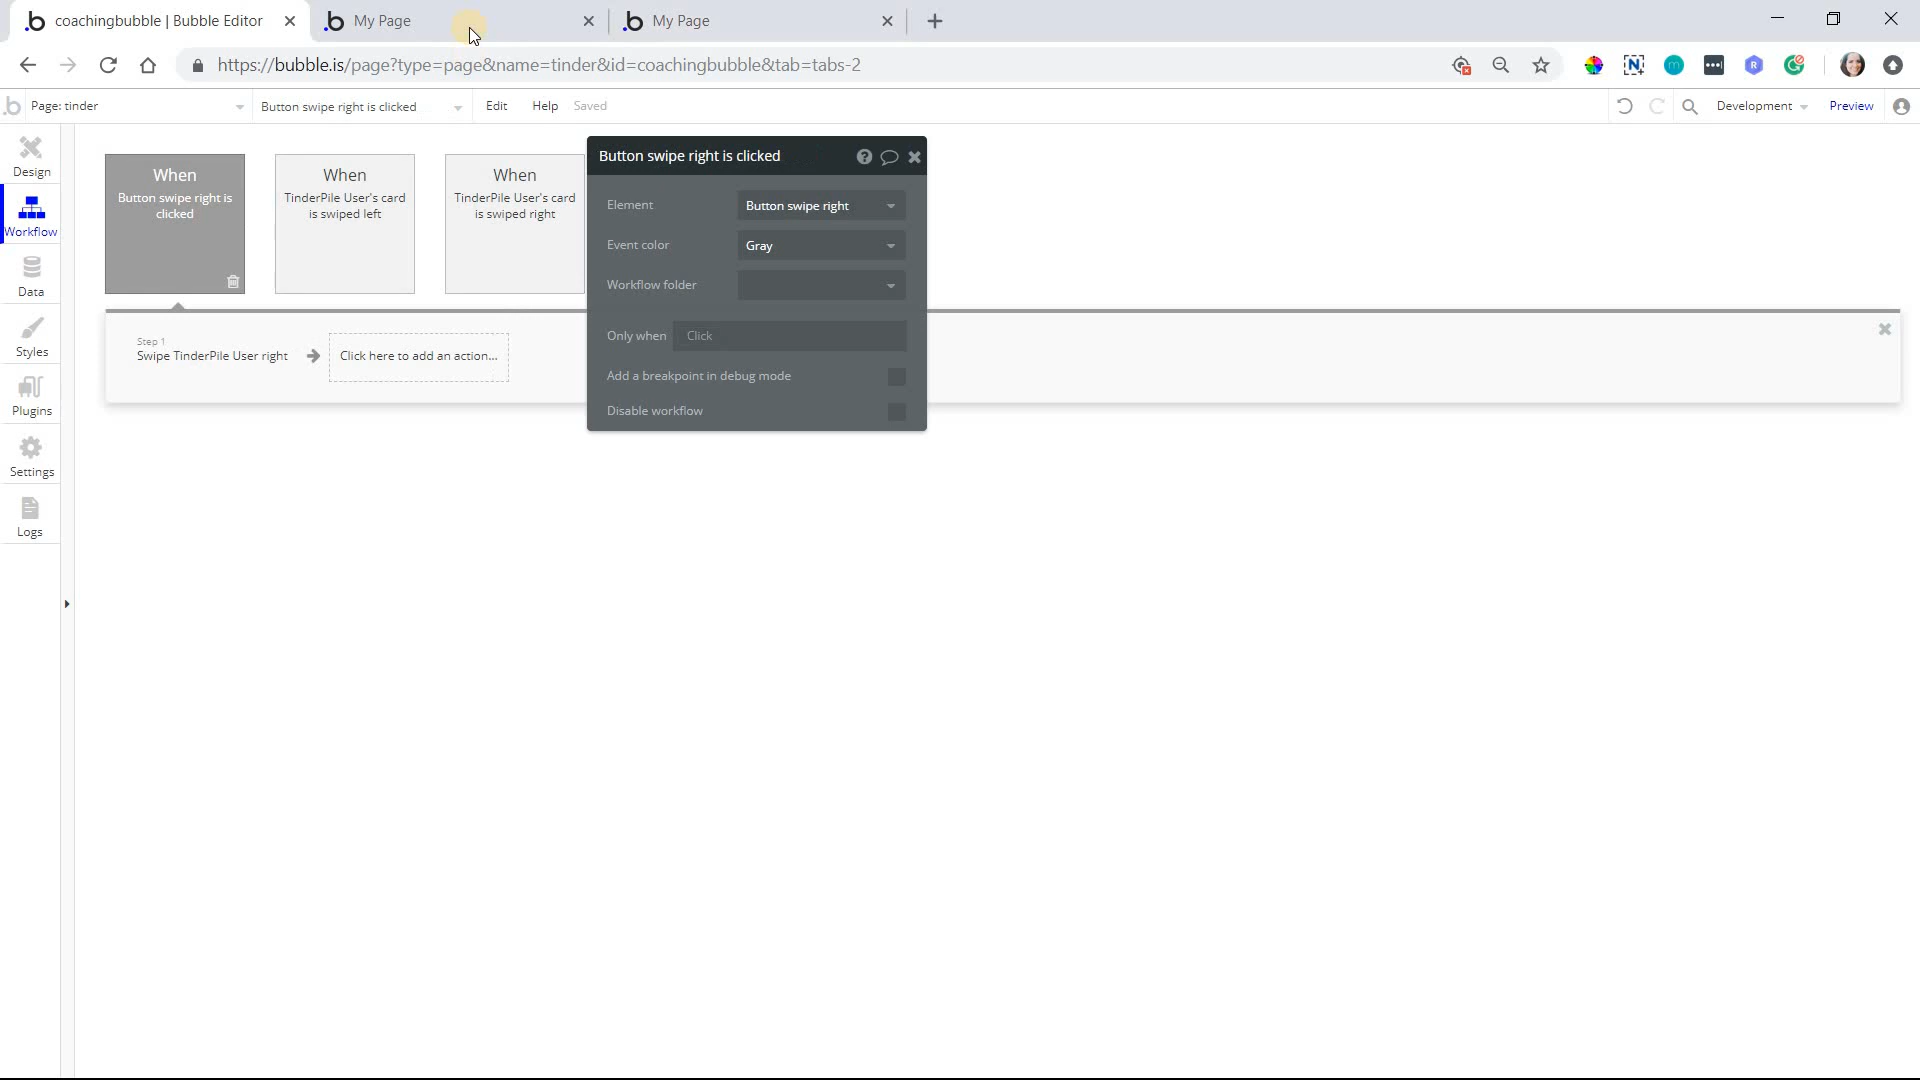 coachingbubble | Bubble Editor
My Page
My Page
https://bubble.is/page?type=page&name=tinder&id=coachingbubble&tab=tabs-2
Page: tinder
Button swipe right is clicked
Edit
Help
Saved
Development
Preview
Design
Workflow
Data
Styles
Plugins
Settings
Logs
When
Button swipe right is
clicked
When
TinderPile User's card
is swiped left
When
TinderPile User's card
is swiped right
Step 1
Swipe TinderPile User right
Click here to add an action...
Button swipe right is clicked
Element
Button swipe right
Event color
Gray
Workflow folder
Only when
Click
Add a breakpoint in debug mode
Disable workflow